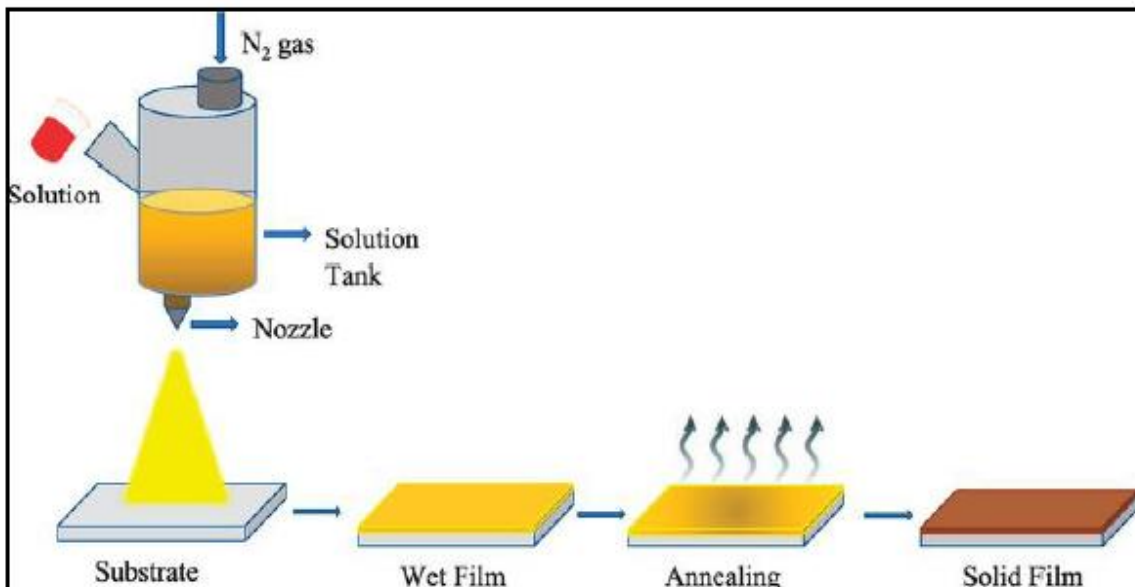 N₂ gas
Solution
Solution
Tank
Nozzle
Substrate
Wet Film
Annealing
Solid Film